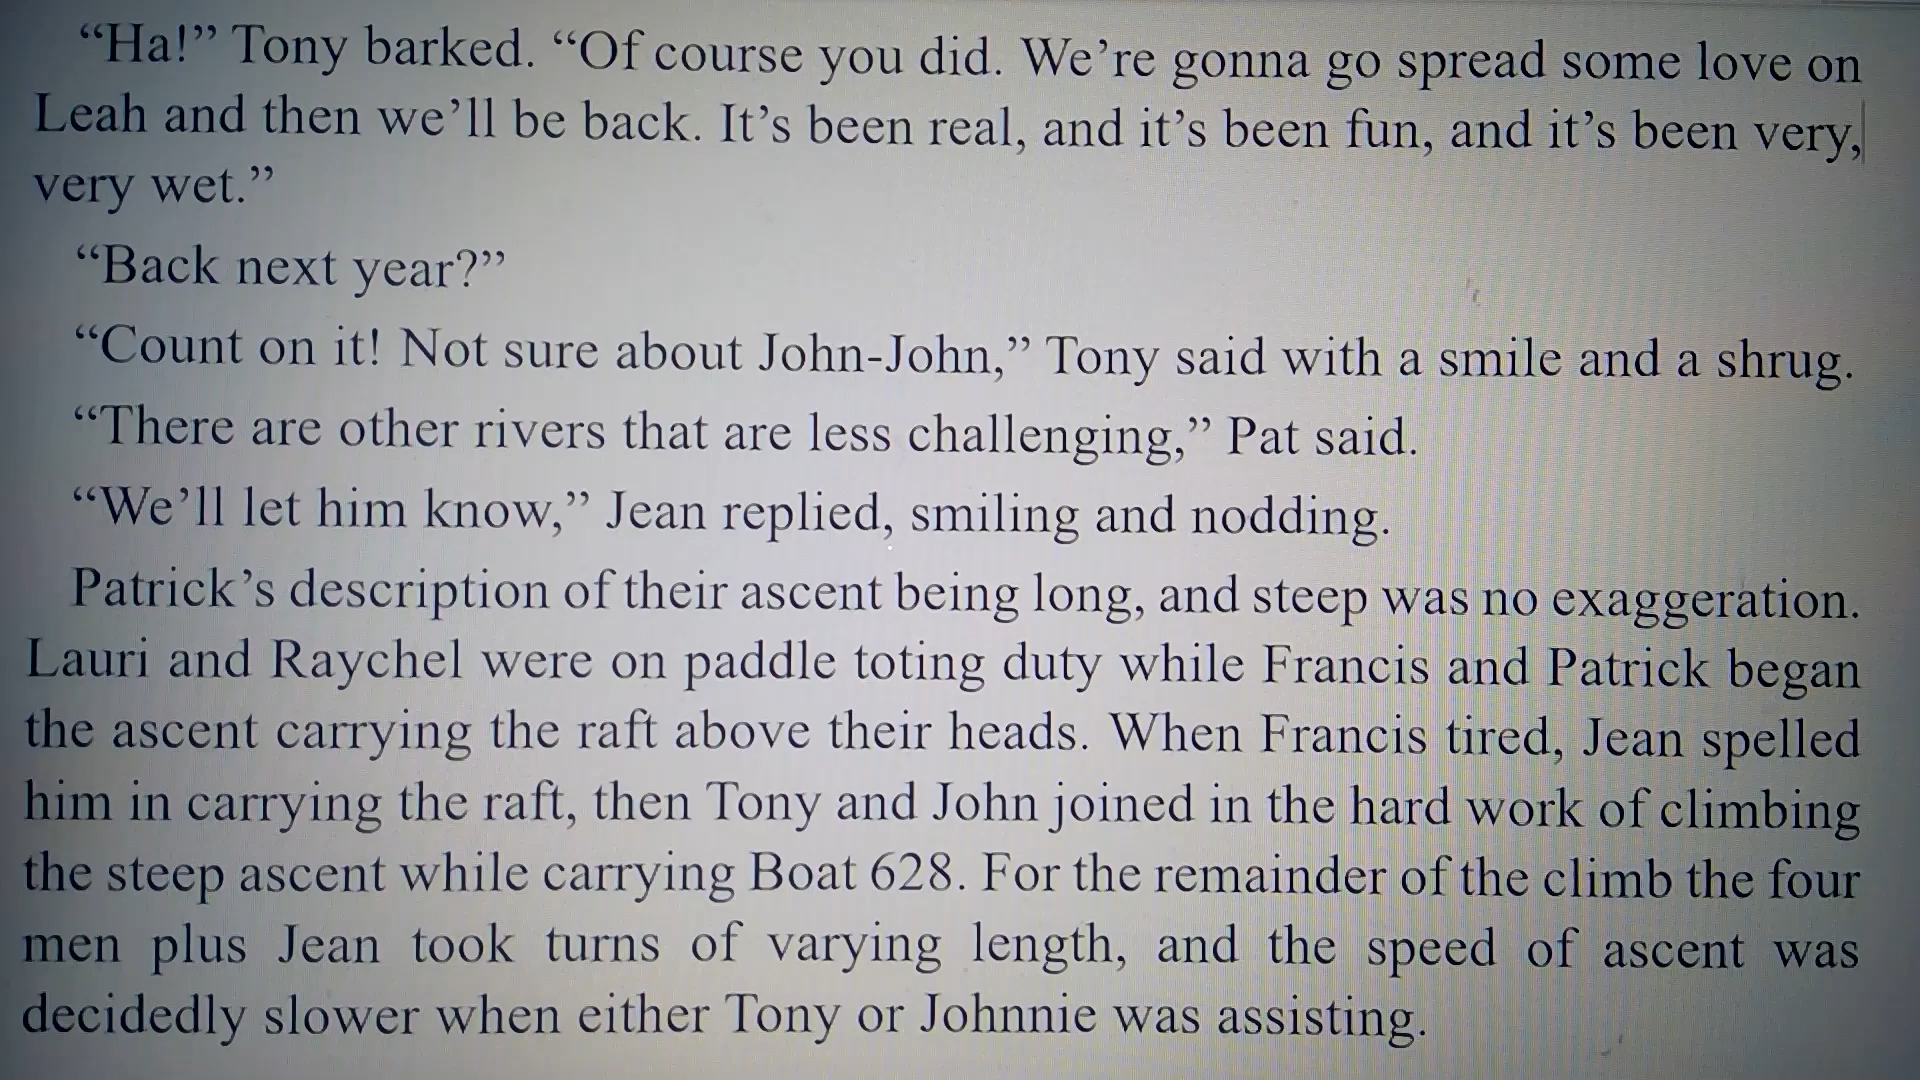 “Ha!” Tony barked. “Of course you did. We’re gonna go spread some love on
Leah and then we’ll be back. It’s been real, and it’s been fun, and it’s been very,
very wet.”
“Back next year?”
“Count on it! Not sure about John-John,” Tony said with a smile and a shrug.
“There are other rivers that are less challenging,” Pat said.
“We’ll let him know,” Jean replied, smiling and nodding.
Patrick’s description of their ascent being long, and steep was no exaggeration.
Lauri and Raychel were on paddle toting duty while Francis and Patrick began
the ascent carrying the raft above their heads. When Francis tired, Jean spelled
him in carrying the raft, then Tony and John joined in the hard work of climbing
the steep ascent while carrying Boat 628. For the remainder of the climb the four
men plus Jean took turns of varying length, and the speed of ascent was
decidedly slower when either Tony or Johnnie was assisting.